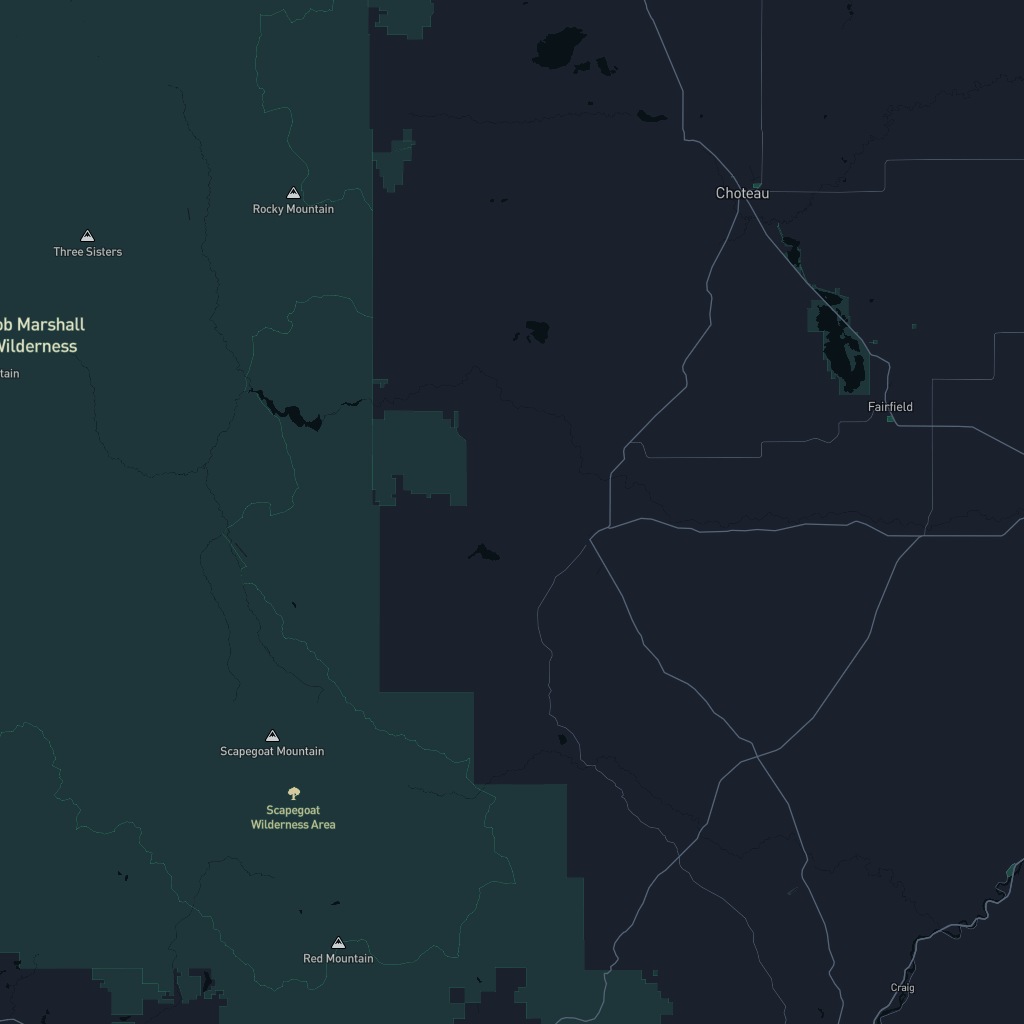 Choteau
Rocky Mountain
Three Sisters
ob Marshall
Wilderness
tain
Fairfield
Scapegoat Mountain
Scapegoat
Wilderness Area
Red Mountain
Craig